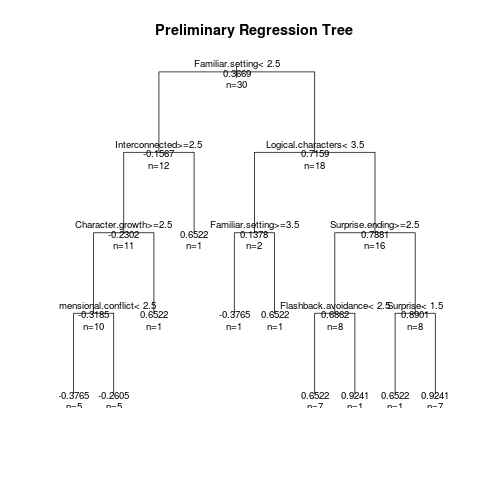 Preliminary Regression Tree
Familiar.setting< 2.5
0.3669
n=30
Interconnected>=2.5
-0.1567
n=12
Logical.characters< 3.5
0.7159
n=18
Character.growth>=2.5
-0.2302
n=11
0.6522
n=1
Familiar.setting>=3.5
0.1378
n=2
Surprise.ending>=2.5
0.7881
n=16
mensional.conflict< 2.5
-0.3185
n=10
0.6522
n=1
-0.3765
n=1
0.6522
n=1
Flashback.avoidance< 2.5
0.6862
n=8
Surprise< 1.5
0.8901
n=8
-0.3765
n=5
-0.2605
n=5
0.6522
n=7
0.9241
n=1
0.6522
n=1
0.9241
n=7